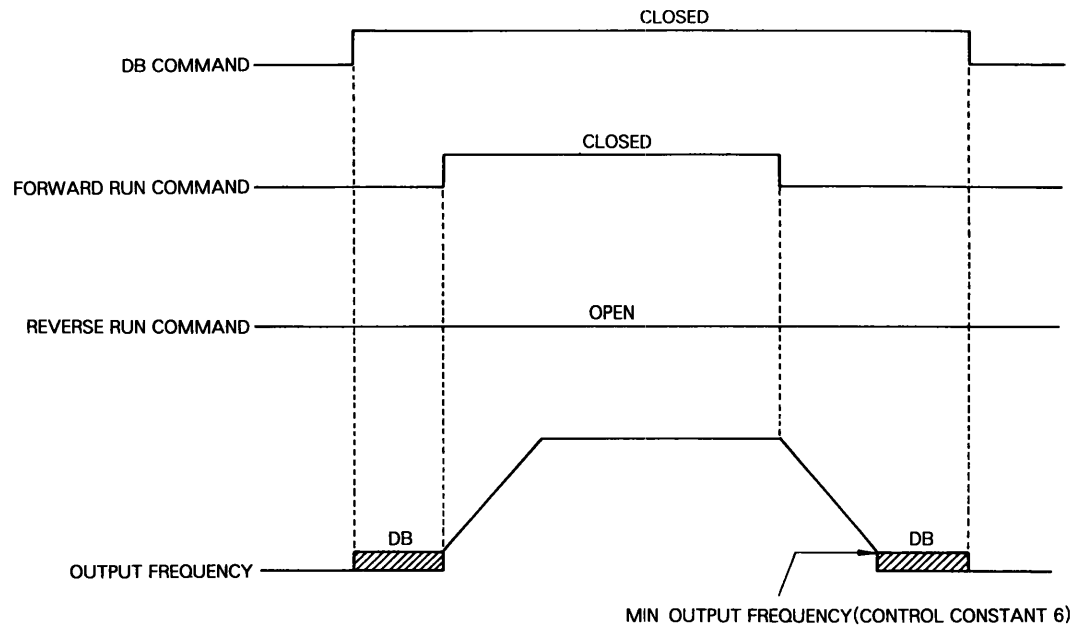 CLOSED
DB COMMAND
CLOSED
FORWARD RUN COMMAND
OPEN
REVERSE RUN COMMAND
DB
DB
OUTPUT FREQUENCY
MIN OUTPUT FREQUENCY(CONTROL CONSTANT 6)